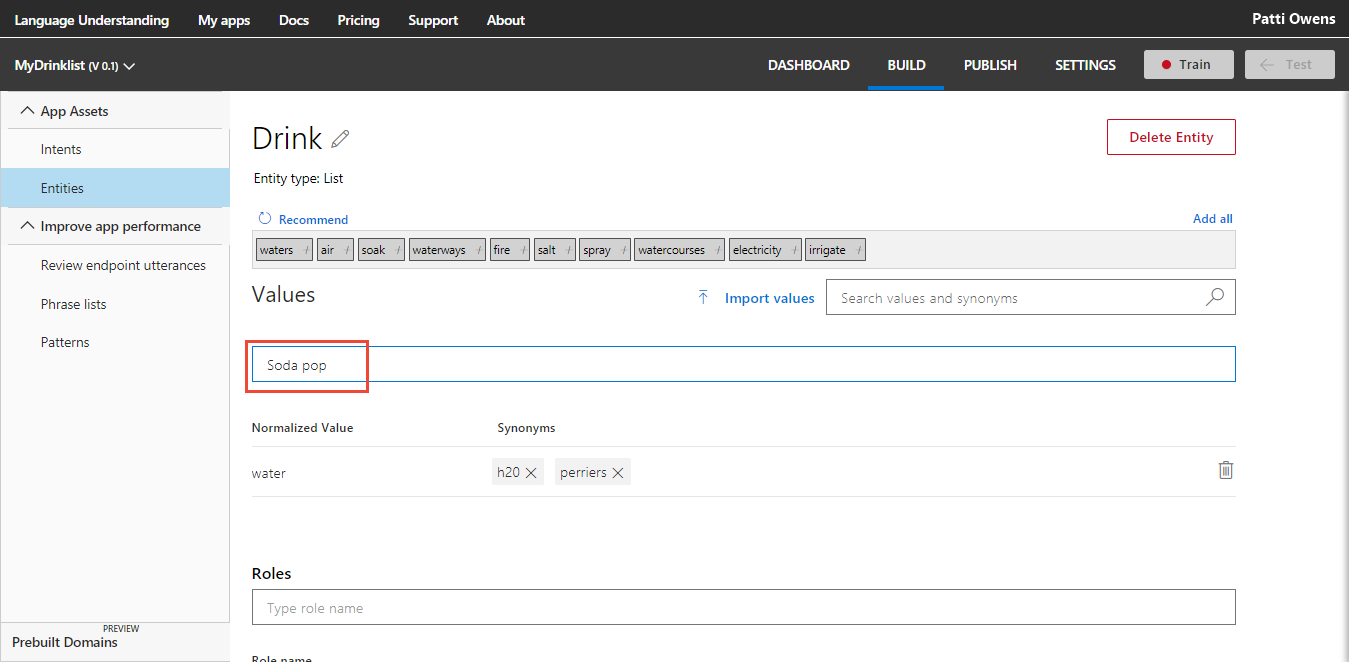 Language Understanding My apps Docs Pricing Support About Patti Owens
MyDrinklist (V 0.1) DASHBOARD BUILD PUBLISH SETTINGS Train Test
App Assets
Intents
Entities
Improve app performance
Review endpoint utterances
Phrase lists
Patterns
PREVIEW
Prebuilt Domains
Drink Delete Entity
Entity type: List
Recommend Add all
waters air soak waterways fire salt spray watercourses electricity irrigate
Values Import values Search values and synonyms
Soda pop
Normalized Value Synonyms
water h20 perriers
Roles
Type role name
Role name